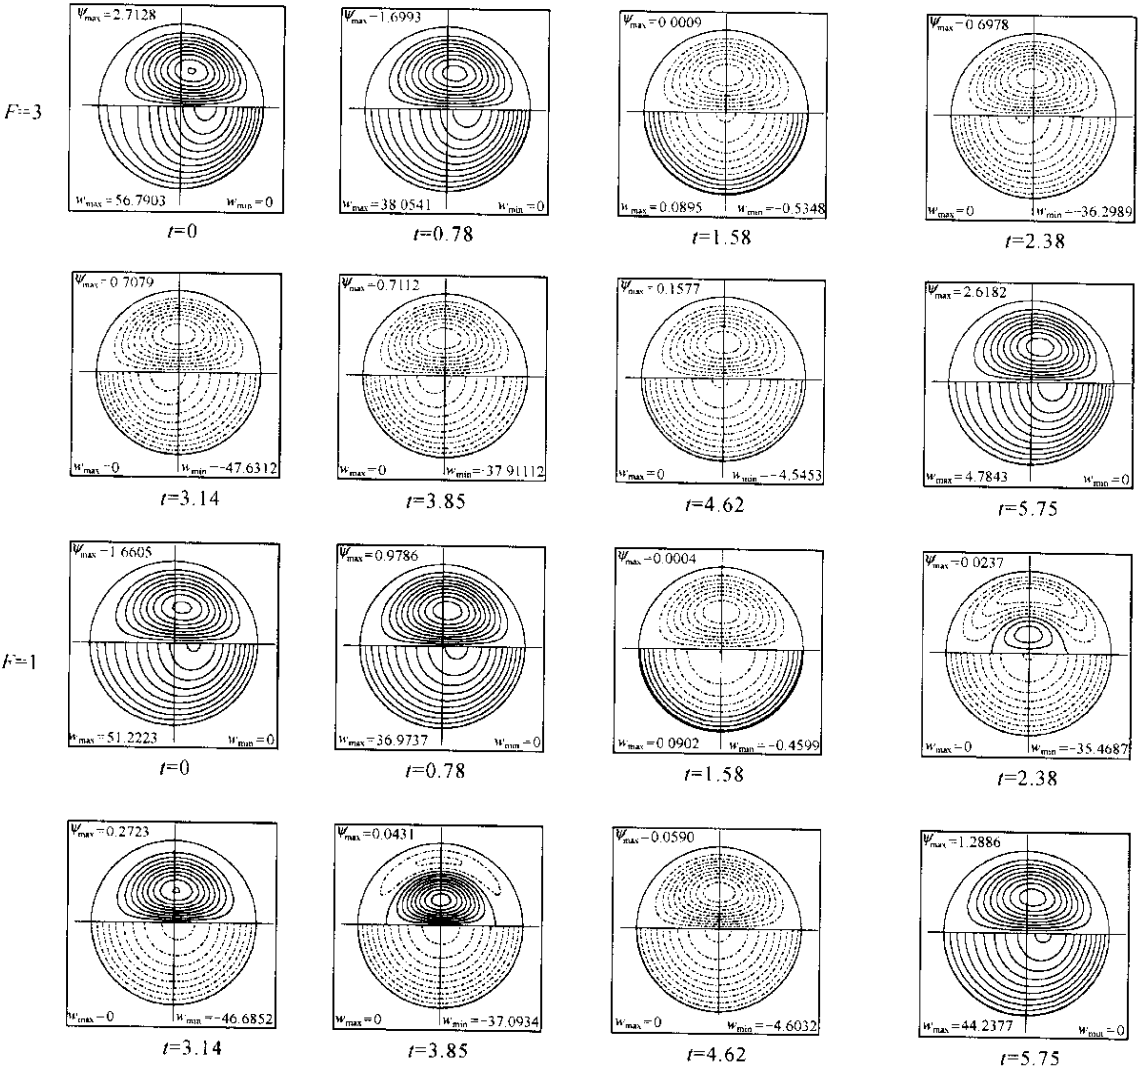 F=3
ψmax=2.7128
wmax=56.7903 wmin=0
t=0
ψmax−1.6993
wmax=38.0541 wmin=0
t=0.78
ψmax=0.0009
wmax=0.0895 wmin=−0.5348
t=1.58
ψmax−0.6978
wmax=0 wmin=−36.2989
t=2.38
ψmax−0.7079
wmax=0 wmin−−47.6312
t=3.14
ψmax=0.7112
wmax=0 wmin=-37.91112
t=3.85
ψmax=0.1577
wmax=0 wmin=−4.5453
t=4.62
ψmax=2.6182
wmax=4.7843 wmin=0
t=5.75
F=1
ψmax−1.6605
wmax=51.2223 wmin=0
t=0
ψmax=0.9786
wmax=36.9737 wmin=0
t=0.78
ψmax=0.0004
wmax=0.0902 wmin=−0.4599
t=1.58
ψmax=0.0237
wmax=0 wmin=−35.4687
t=2.38
ψmax=0.2723
wmax=0 wmin=−46.6852
t=3.14
ψmax=0.0431
wmax=0 wmin=−37.0934
t=3.85
ψmax=0.0590
wmax=0 wmin=−4.6032
t=4.62
ψmax=1.2886
wmax=44.2377 wmin=0
t=5.75